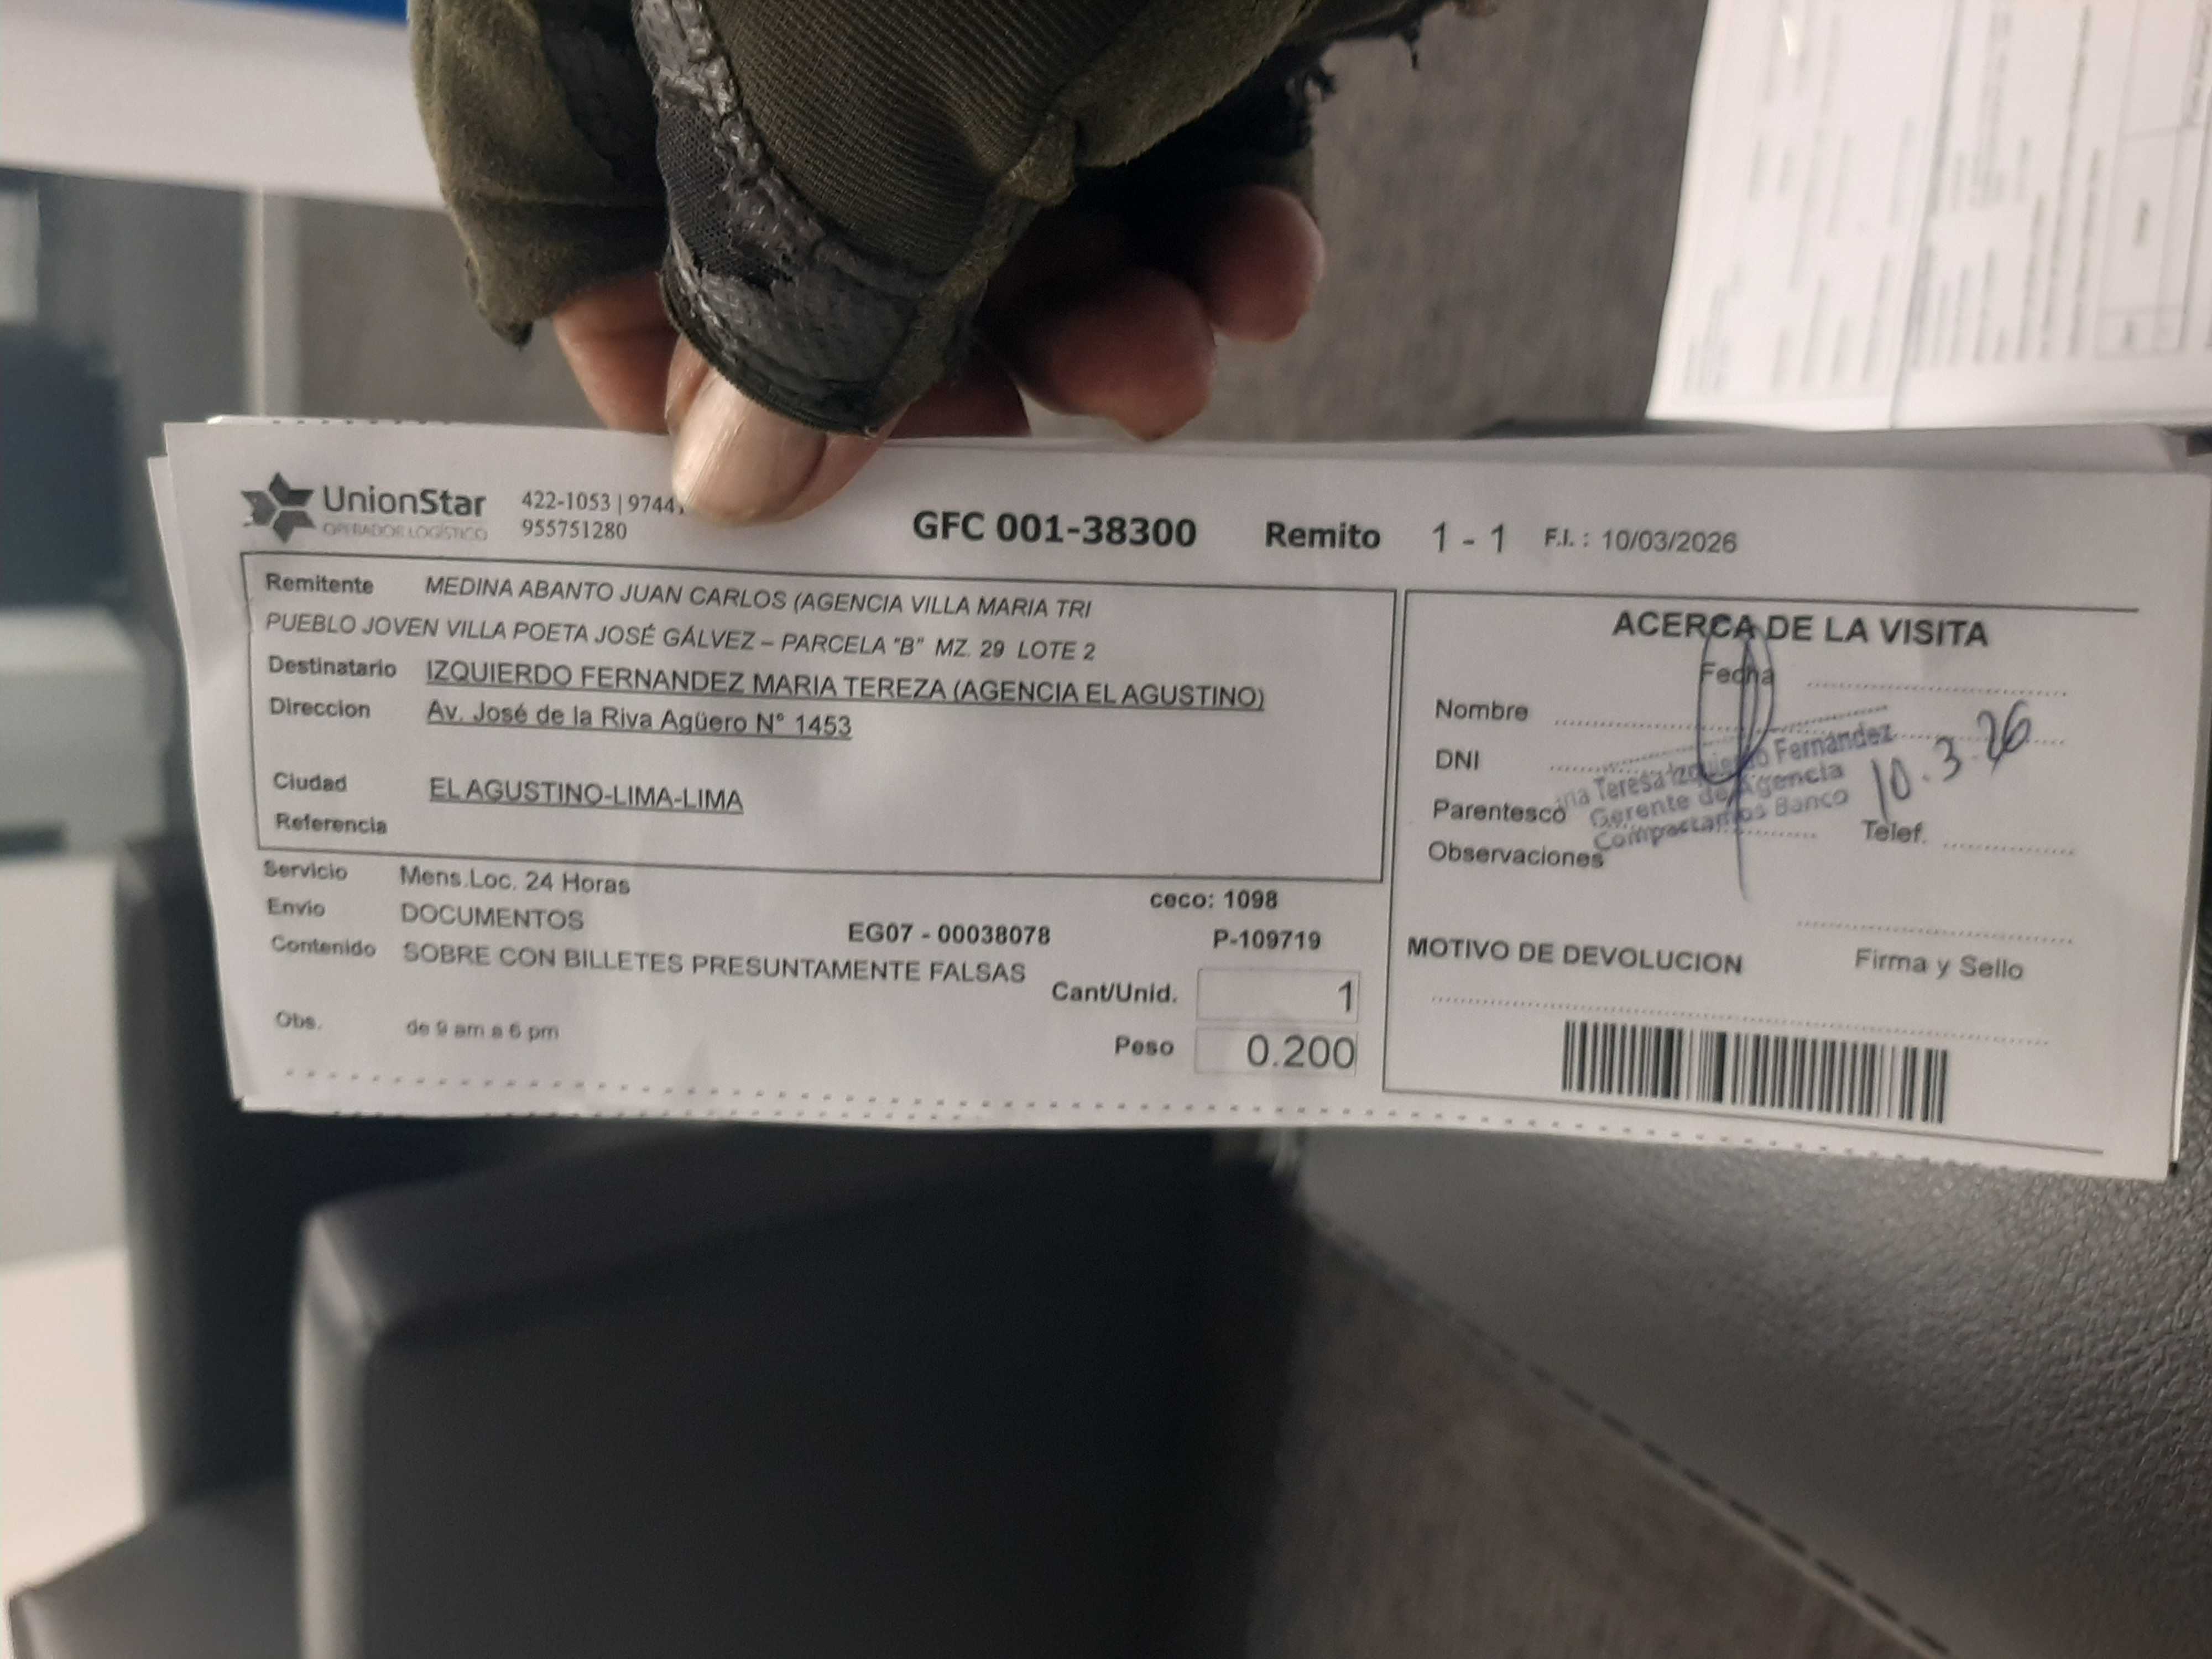 UnionStar
OPERADOR LOGÍSTICO
422-1053 | 9744
955751280
GFC 001-38300 Remito 1 - 1 F.I. : 10/03/2026
Remitente MEDINA ABANTO JUAN CARLOS (AGENCIA VILLA MARIA TRI
PUEBLO JOVEN VILLA POETA JOSÉ GÁLVEZ – PARCELA "B" MZ. 29 LOTE 2
Destinatario IZQUIERDO FERNANDEZ MARIA TEREZA (AGENCIA EL AGUSTINO)
Direccion Av. José de la Riva Agüero N° 1453
Ciudad EL AGUSTINO-LIMA-LIMA
Referencia
Servicio Mens.Loc. 24 Horas
ceco: 1098
Envio DOCUMENTOS
EG07 - 00038078 P-109719
Contenido SOBRE CON BILLETES PRESUNTAMENTE FALSAS
Cant/Unid. 1
Obs. de 9 am a 6 pm
Peso 0.200
ACERCA DE LA VISITA
Fecha
Nombre
DNI
Parentesco
Telef.
Observaciones
Teresa Izquierdo Fernandez
Gerente de Agencia
Compartamos Banco
10.3.26
MOTIVO DE DEVOLUCION
Firma y Sello